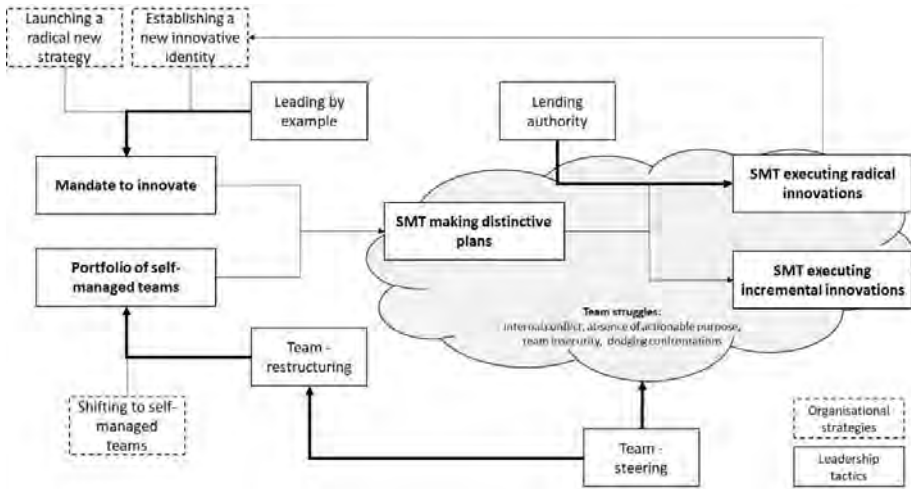 Launching a
radical new
strategy
Establishing a
new innovative
identity
Leading by
example
Lending
authority
Mandate to innovate
SMT executing radical
innovations
SMT making distinctive
plans
Portfolio of self-
managed teams
SMT executing
incremental innovations
Team struggles:
internal conflict, absence of actionable purpose,
team insecurity, dodging confrontations
Team -
restructuring
Shifting to self-
managed
teams
Team -
steering
Organisational
strategies
Leadership
tactics